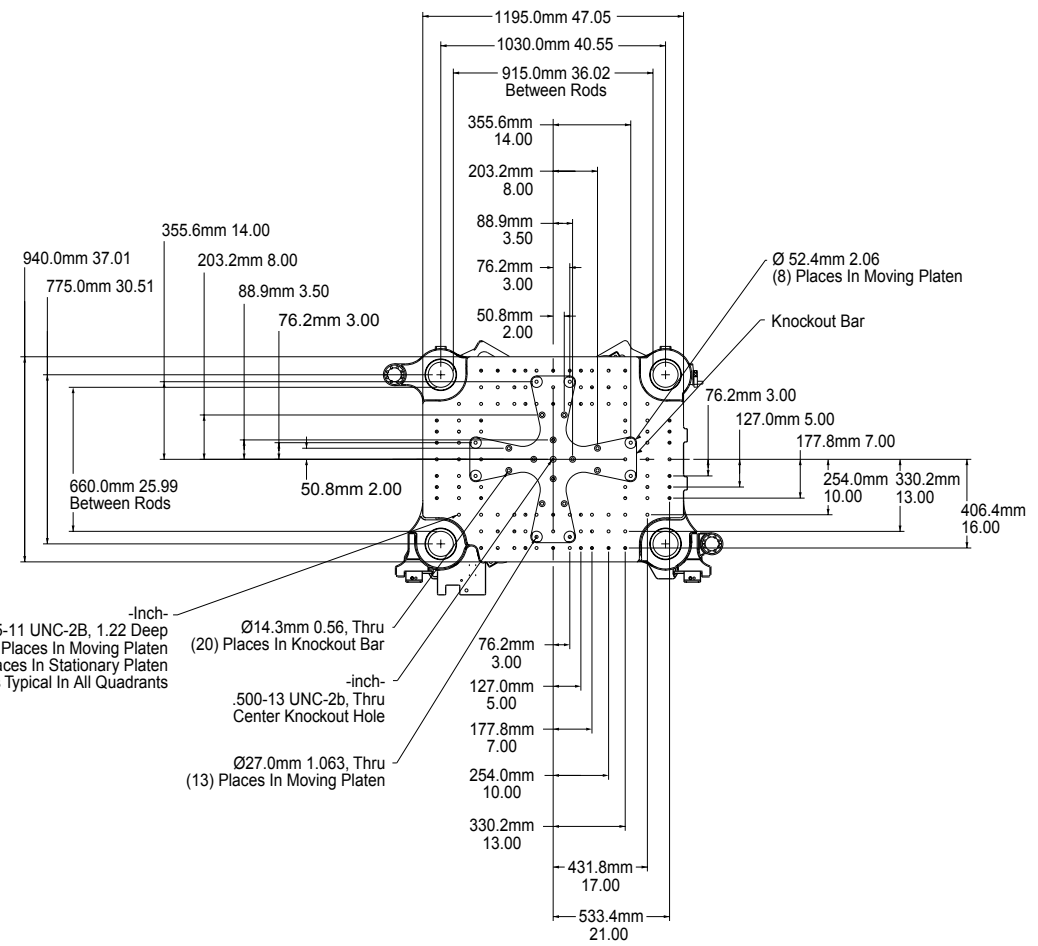 1195.0mm 47.05
1030.0mm 40.55
915.0mm 36.02
Between Rods
355.6mm
14.00
203.2mm
8.00
88.9mm
3.50
76.2mm
3.00
50.8mm
2.00
355.6mm 14.00
940.0mm 37.01
203.2mm 8.00
775.0mm 30.51
88.9mm 3.50
76.2mm 3.00
Ø 52.4mm 2.06
(8) Places In Moving Platen
Knockout Bar
76.2mm 3.00
127.0mm 5.00
177.8mm 7.00
254.0mm
10.00
330.2mm
13.00
406.4mm
16.00
660.0mm 25.99
Between Rods
50.8mm 2.00
-Inch-
5-11 UNC-2B, 1.22 Deep
Places In Moving Platen
In Stationary Platen
Typical In All Quadrants
Ø14.3mm 0.56, Thru
(20) Places In Knockout Bar
-inch-
.500-13 UNC-2b, Thru
Center Knockout Hole
Ø27.0mm 1.063, Thru
(13) Places In Moving Platen
76.2mm
3.00
127.0mm
5.00
177.8mm
7.00
254.0mm
10.00
330.2mm
13.00
431.8mm
17.00
533.4mm
21.00